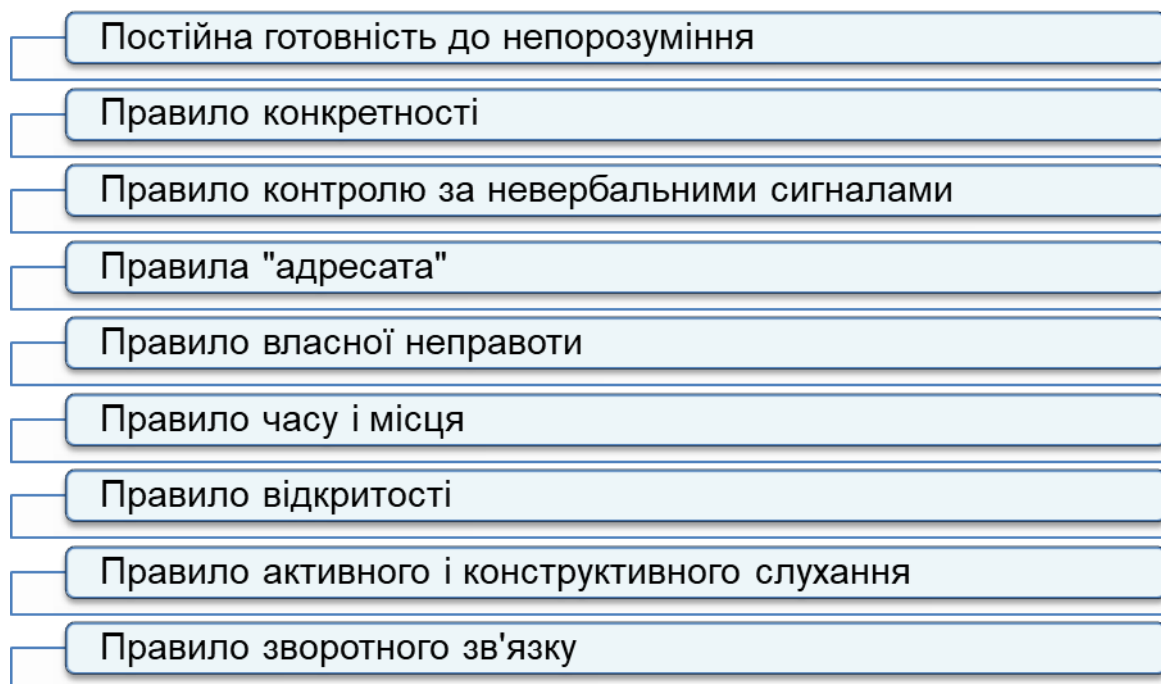 Постійна готовність до непорозуміння
Правило конкретності
Правило контролю за невербальними сигналами
Правила "адресата"
Правило власної неправоти
Правило часу і місця
Правило відкритості
Правило активного і конструктивного слухання
Правило зворотного зв'язку